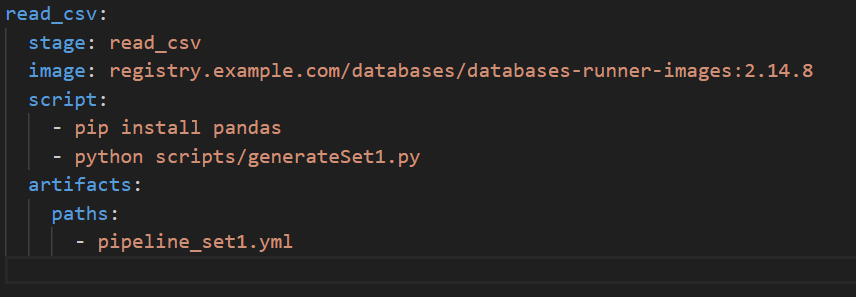 read_csv:
  stage: read_csv
  image: registry.example.com/databases/databases-runner-images:2.14.8
  script:
    - pip install pandas
    - python scripts/generateSet1.py
  artifacts:
    paths:
      - pipeline_set1.yml